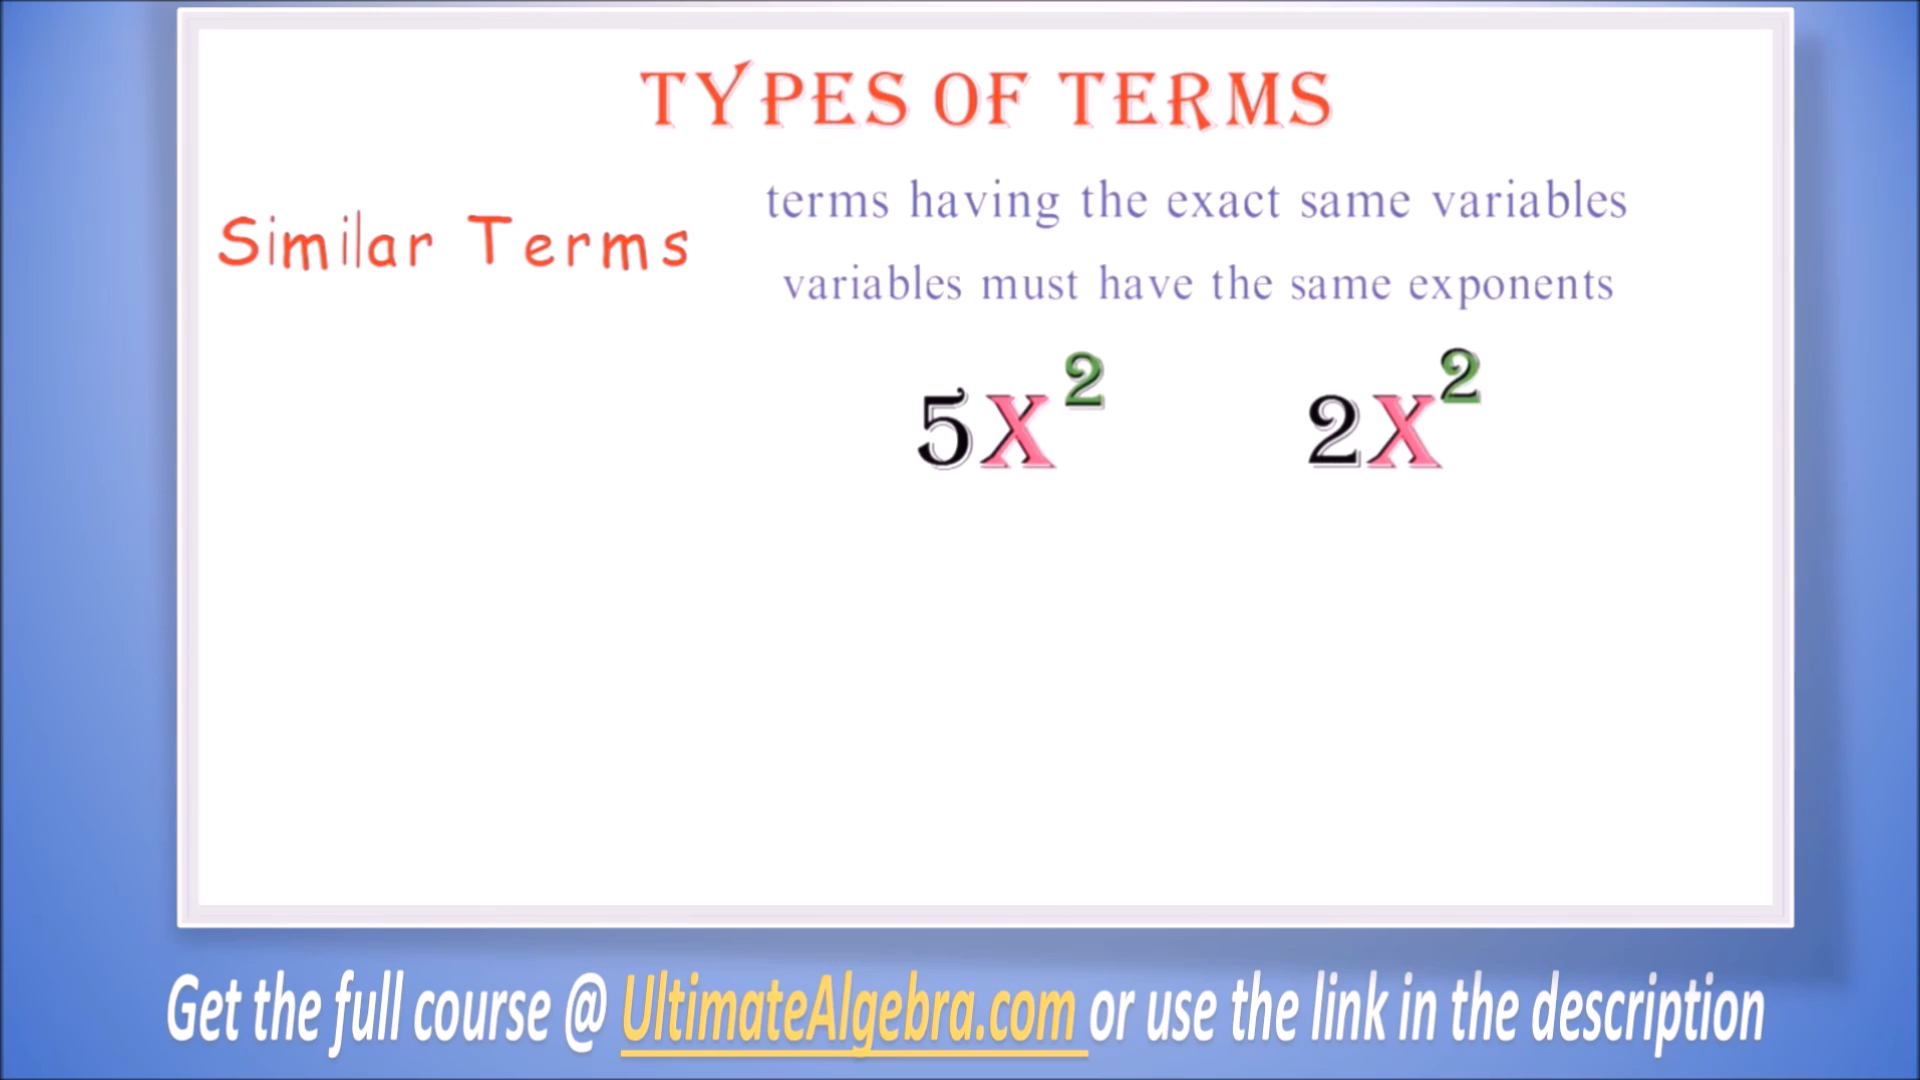 TYPES OF TERMS
Similar Terms
terms having the exact same variables
variables must have the same exponents
5x² 2x²
Get the full course @ UltimateAlgebra.com or use the link in the description